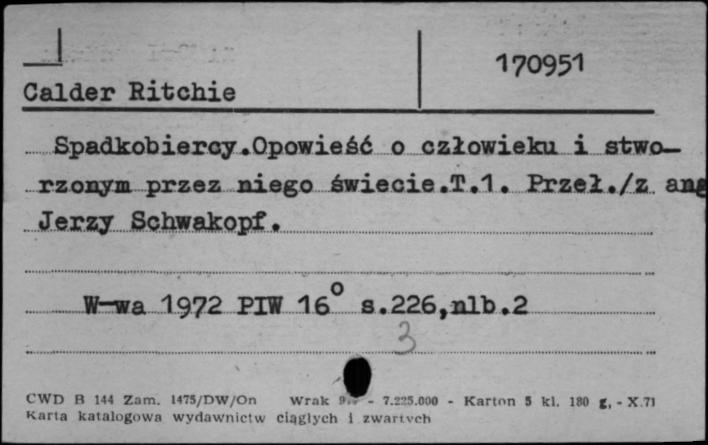 170951
Calder Ritchie
Spadkobiercy.Opowieść o człowieku i stwo-
rzonym przez niego świecie.T.1. Przeł./z ang
Jerzy Schwakopf.
W-wa 1972 PIW 16° s.226,nlb.2
3
CWD B 144 Zam. 1475/DW/On Wrak - 7.225.000 - Karton 5 kl. 180 g, - X.71
Karta katalogowa wydawnictw ciągłych i zwartych